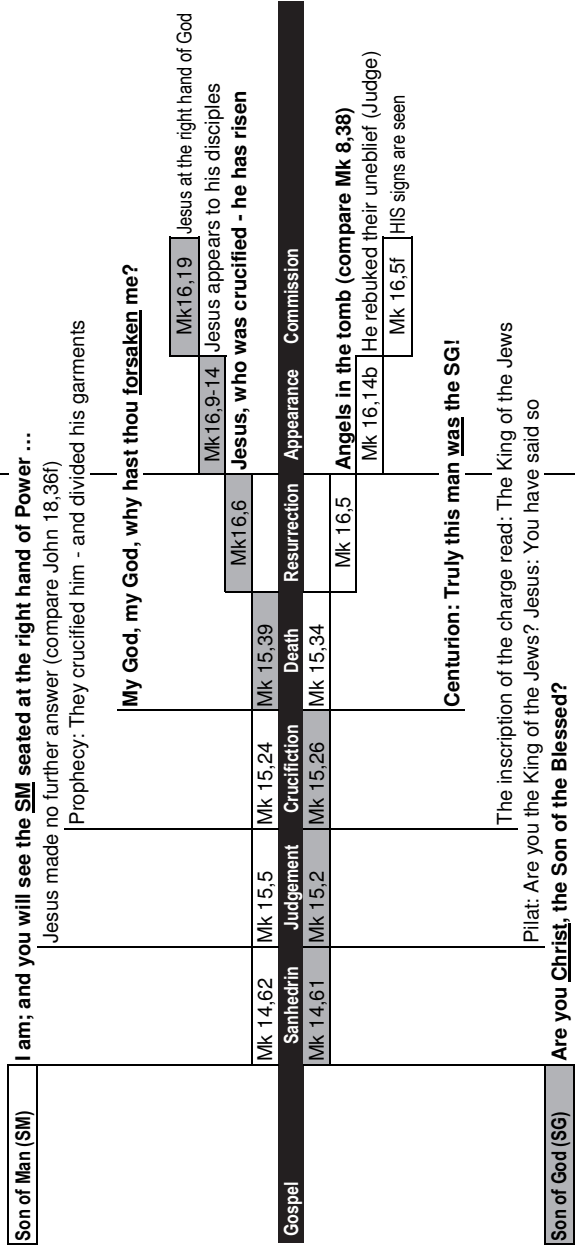 Son of Man (SM) I am; and you will see the SM seated at the right hand of Power ...
Jesus made no further answer (compare John 18,36f)
Prophecy: They crucified him - and divided his garments
My God, my God, why hast thou forsaken me?
Mk16,19 Jesus at the right hand of God
Mk16,9-14 Jesus appears to his disciples
Mk16,6 Jesus, who was crucified - he has risen
Mk 14,62 Mk 15,5 Mk 15,24 Mk 15,39
Gospel Sanhedrin Judgement Crucifiction Death Resurrection Appearance Commission
Mk 14,61 Mk 15,2 Mk 15,26 Mk 15,34
Mk 16,5 Angels in the tomb (compare Mk 8,38)
Mk 16,14b He rebuked their uneblief (Judge)
Mk 16,5f HIS signs are seen
Centurion: Truly this man was the SG!
The inscription of the charge read: The King of the Jews
Pilat: Are you the King of the Jews? Jesus: You have said so
Son of God (SG) Are you Christ, the Son of the Blessed?